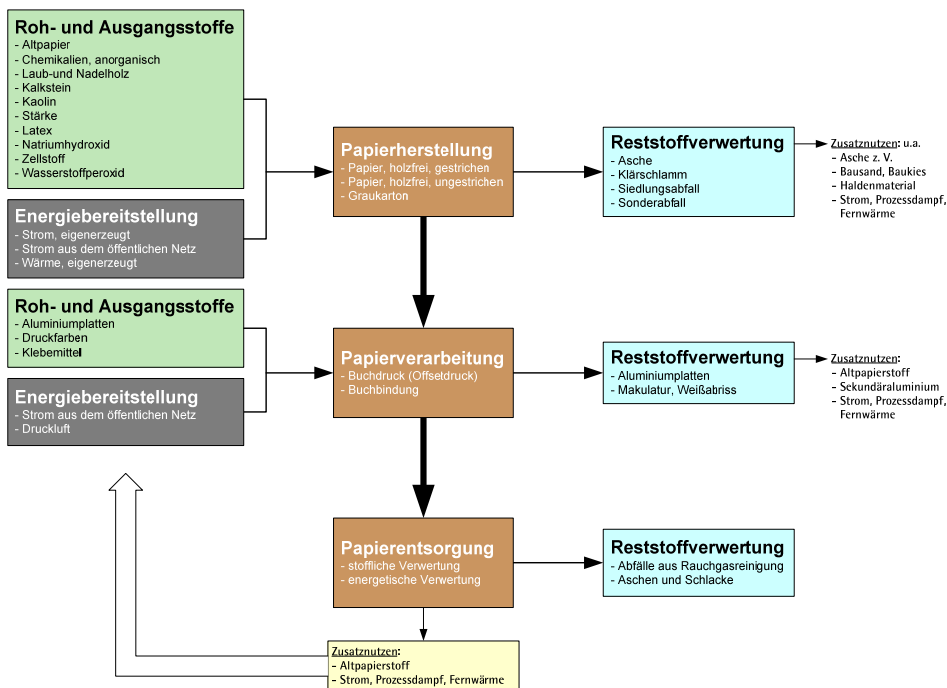 Roh- und Ausgangsstoffe
- Altpapier
- Chemikalien, anorganisch
- Laub-und Nadelholz
- Kalkstein
- Kaolin
- Stärke
- Latex
- Natriumhydroxid
- Zellstoff
- Wasserstoffperoxid
Energiebereitstellung
- Strom, eigenerzeugt
- Strom aus dem öffentlichen Netz
- Wärme, eigenerzeugt
Papierherstellung
- Papier, holzfrei, gestrichen
- Papier, holzfrei, ungestrichen
- Graukarton
Reststoffverwertung
- Asche
- Klärschlamm
- Siedlungsabfall
- Sonderabfall
Zusatznutzen: u.a.
- Asche z. V.
- Bausand, Baukies
- Haldenmaterial
- Strom, Prozessdampf,
Fernwärme
Roh- und Ausgangsstoffe
- Aluminiumplatten
- Druckfarben
- Klebemittel
Energiebereitstellung
- Strom aus dem öffentlichen Netz
- Druckluft
Papierverarbeitung
- Buchdruck (Offsetdruck)
- Buchbindung
Reststoffverwertung
- Aluminiumplatten
- Makulatur, Weißabriss
Zusatznutzen:
- Altpapierstoff
- Sekundäraluminium
- Strom, Prozessdampf,
Fernwärme
Papierentsorgung
- stoffliche Verwertung
- energetische Verwertung
Reststoffverwertung
- Abfälle aus Rauchgasreinigung
- Aschen und Schlacke
Zusatznutzen:
- Altpapierstoff
- Strom, Prozessdampf, Fernwärme